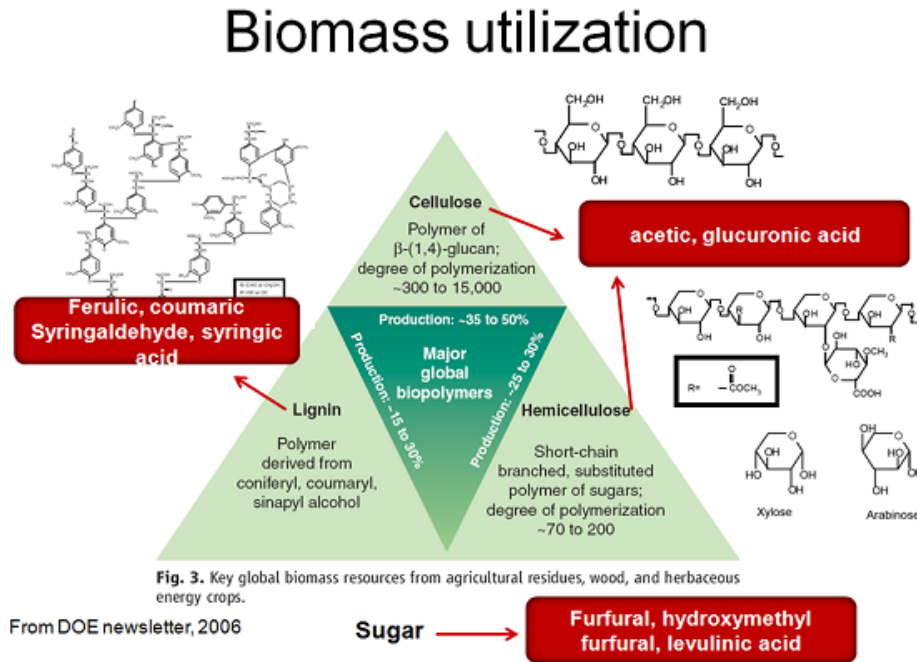 Biomass utilization
CH₂OH CH₂OH CH₂OH
OH OH OH
OH OH OH
Cellulose
Polymer of
β-(1,4)-glucan;
degree of polymerization
~300 to 15,000
acetic, glucuronic acid
Ferulic, coumaric
Syringaldehyde, syringic
acid
Production: ~35 to 50%
Major
global
biopolymers
Production: ~15 to 30%
Production: ~25 to 30%
Lignin
Polymer
derived from
coniferyl, coumaryl,
sinapyl alcohol
Hemicellulose
Short-chain
branched, substituted
polymer of sugars;
degree of polymerization
~70 to 200
R= —COCH₃
O
COOH
Xylose
Arabinose
Fig. 3. Key global biomass resources from agricultural residues, wood, and herbaceous
energy crops.
From DOE newsletter, 2006
Sugar
Furfural, hydroxymethyl
furfural, levulinic acid